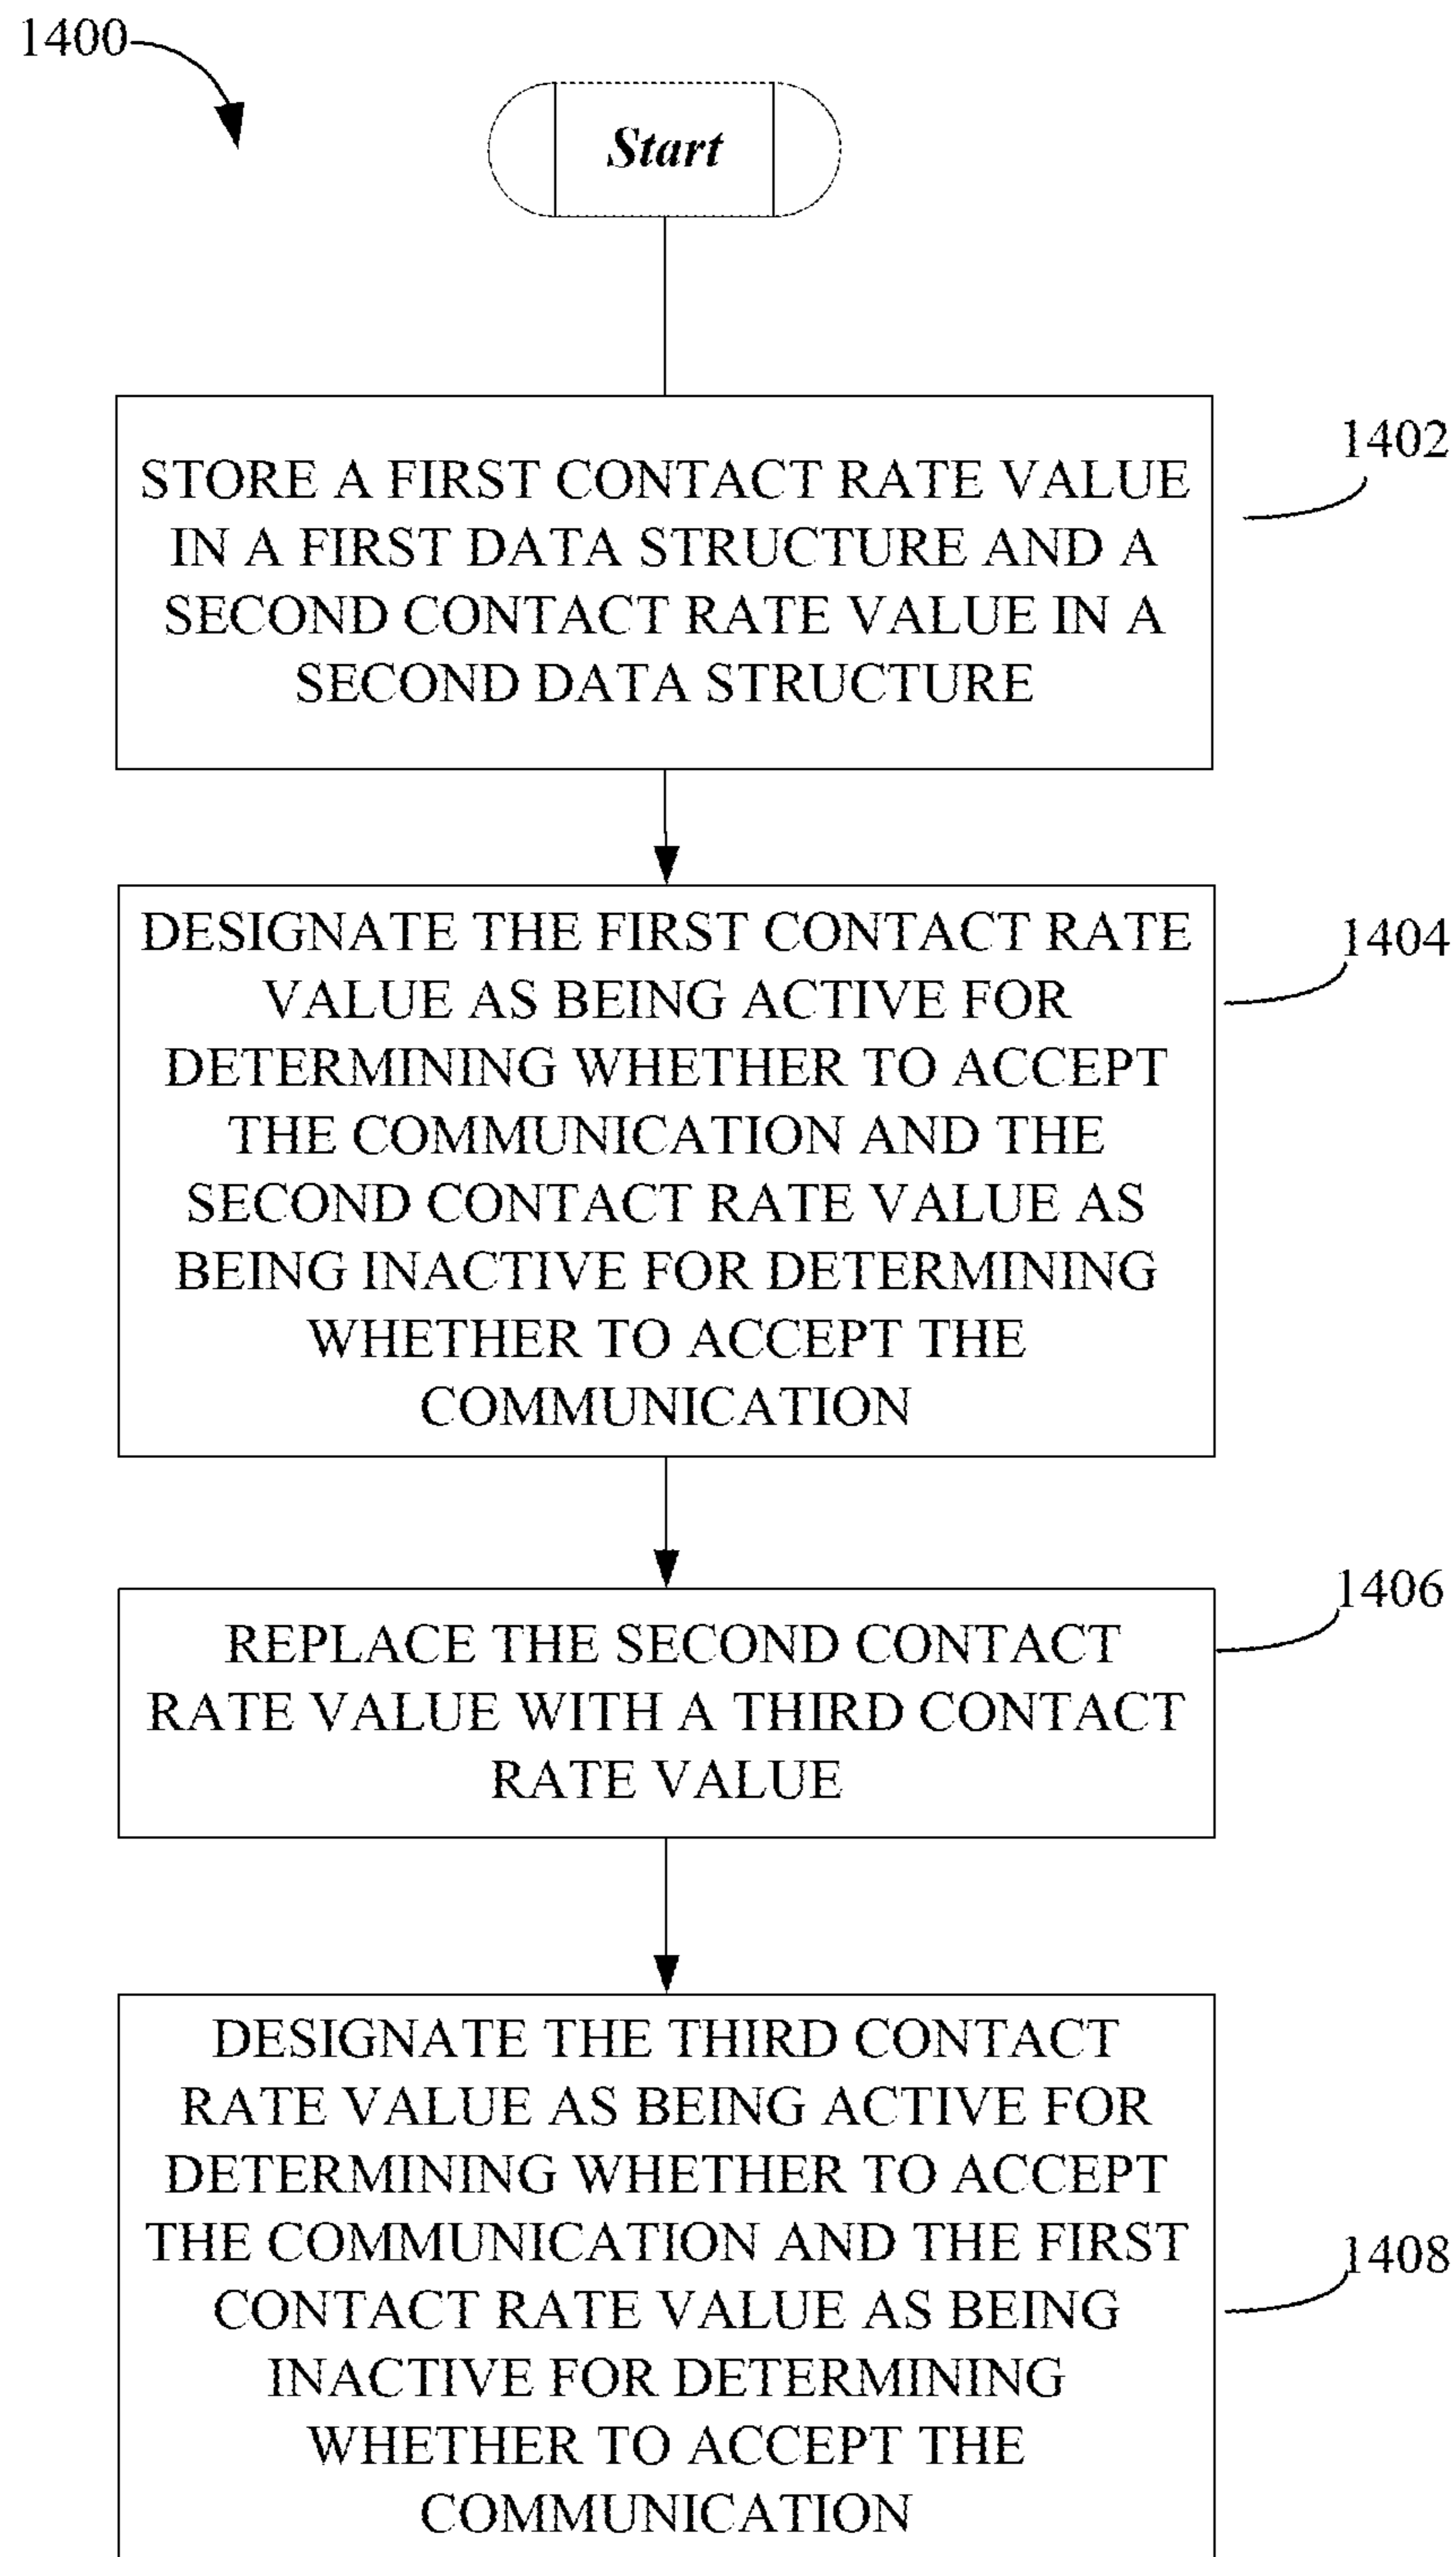 1400
Start
1402
STORE A FIRST CONTACT RATE VALUE
IN A FIRST DATA STRUCTURE AND A
SECOND CONTACT RATE VALUE IN A
SECOND DATA STRUCTURE
1404
DESIGNATE THE FIRST CONTACT RATE
VALUE AS BEING ACTIVE FOR
DETERMINING WHETHER TO ACCEPT
THE COMMUNICATION AND THE
SECOND CONTACT RATE VALUE AS
BEING INACTIVE FOR DETERMINING
WHETHER TO ACCEPT THE
COMMUNICATION
1406
REPLACE THE SECOND CONTACT
RATE VALUE WITH A THIRD CONTACT
RATE VALUE
DESIGNATE THE THIRD CONTACT
RATE VALUE AS BEING ACTIVE FOR
DETERMINING WHETHER TO ACCEPT
THE COMMUNICATION AND THE FIRST
1408
CONTACT RATE VALUE AS BEING
INACTIVE FOR DETERMINING
WHETHER TO ACCEPT THE
COMMUNICATION